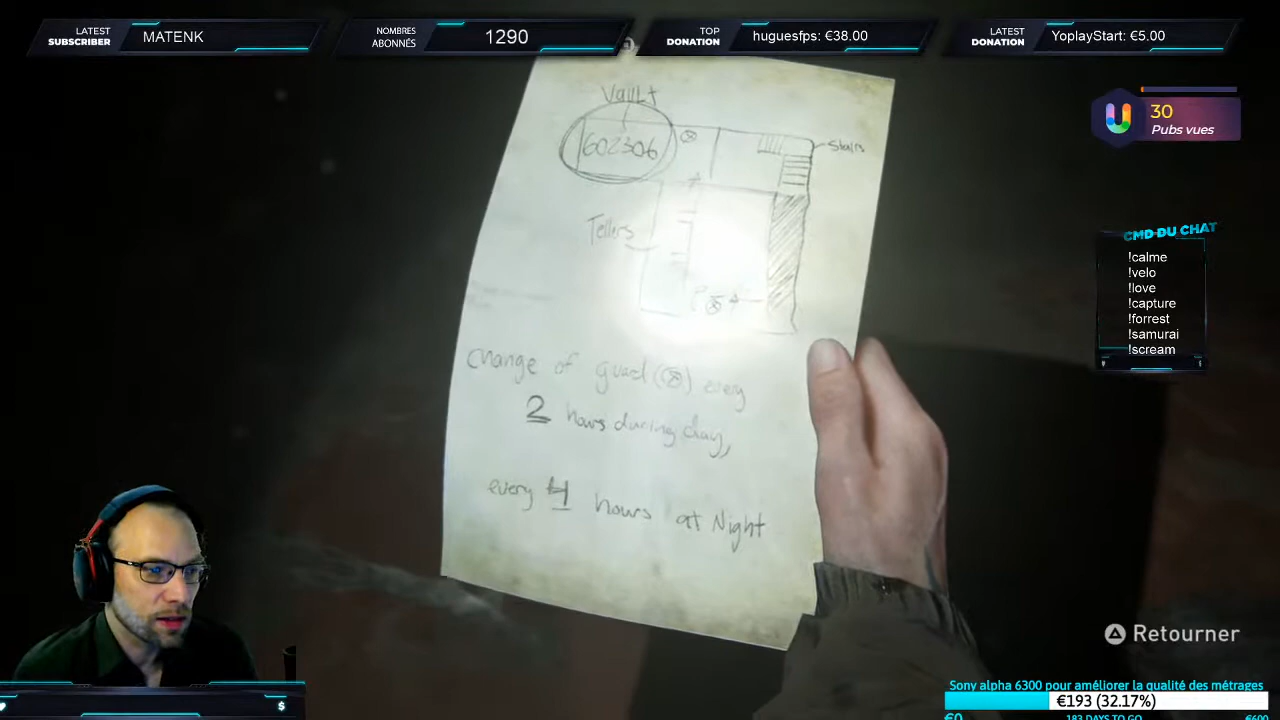 LATEST SUBSCRIBER MATENK
NOMBRES ABONNÉS 1290
TOP DONATION huguesfps: €38.00
LATEST DONATION YoplayStart: €5.00
30
Pubs vues
CMD DU CHAT
!calme
!velo
!love
!capture
!forrest
!samurai
!scream
Vault
602306
Stairs
Tellers
change of guard (⊗) every
2 hours during day,
every 4 hours at Night
Retourner
Sony alpha 6300 pour améliorer la qualité des métrages
€193 (32.17%)
€0 183 DAYS TO GO €600
$